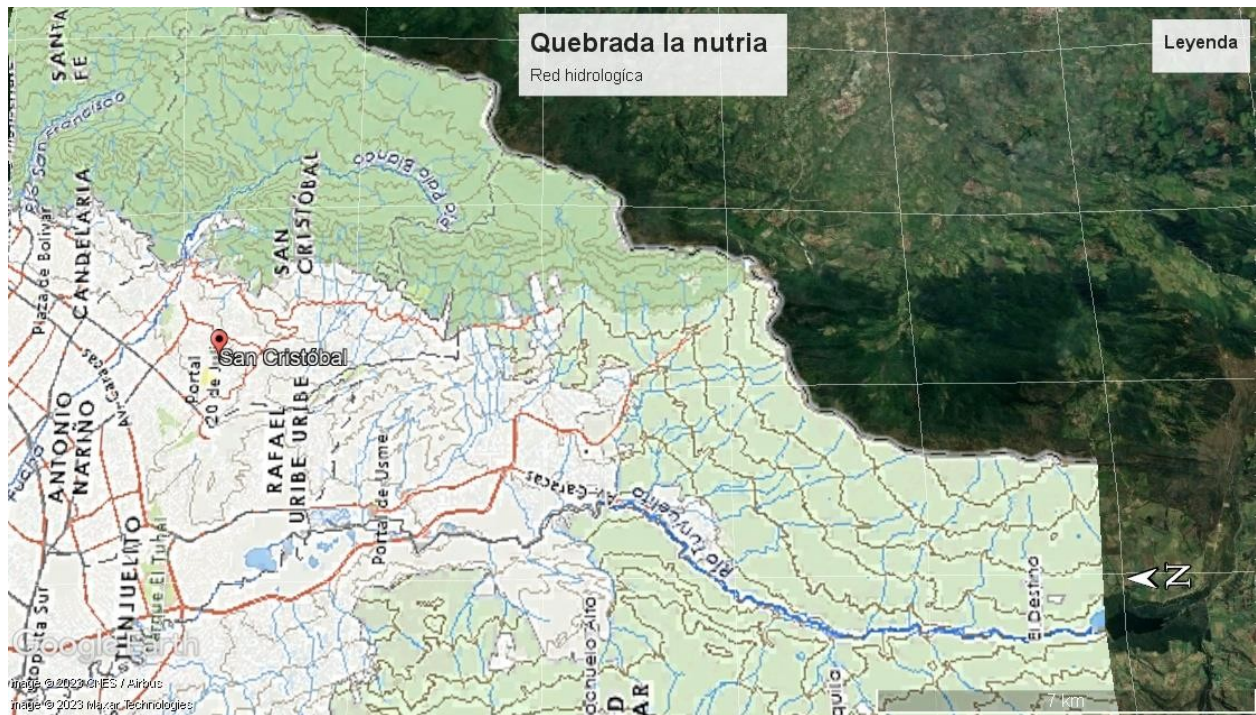 Quebrada la nutria
Red hidrologíca
Leyenda
SANTA
FE
Río San Francisco
CANDELARIA
Plaza de Bolívar
SAN
CRISTÓBAL
Río Palo Blanco
San Cristóbal
Portal
20 de Juli
Av Caracas
ANTONIO
NARIÑO
RAFAEL
URIBE URIBE
Portal de Usme
Av. Caracas
Río Tunjuelito
TUNJUELITO
Parque El Tunal
El Destino
N
Google Earth
Image © 2023 CNES / Airbus
Image © 2023 Maxar Technologies
7 km